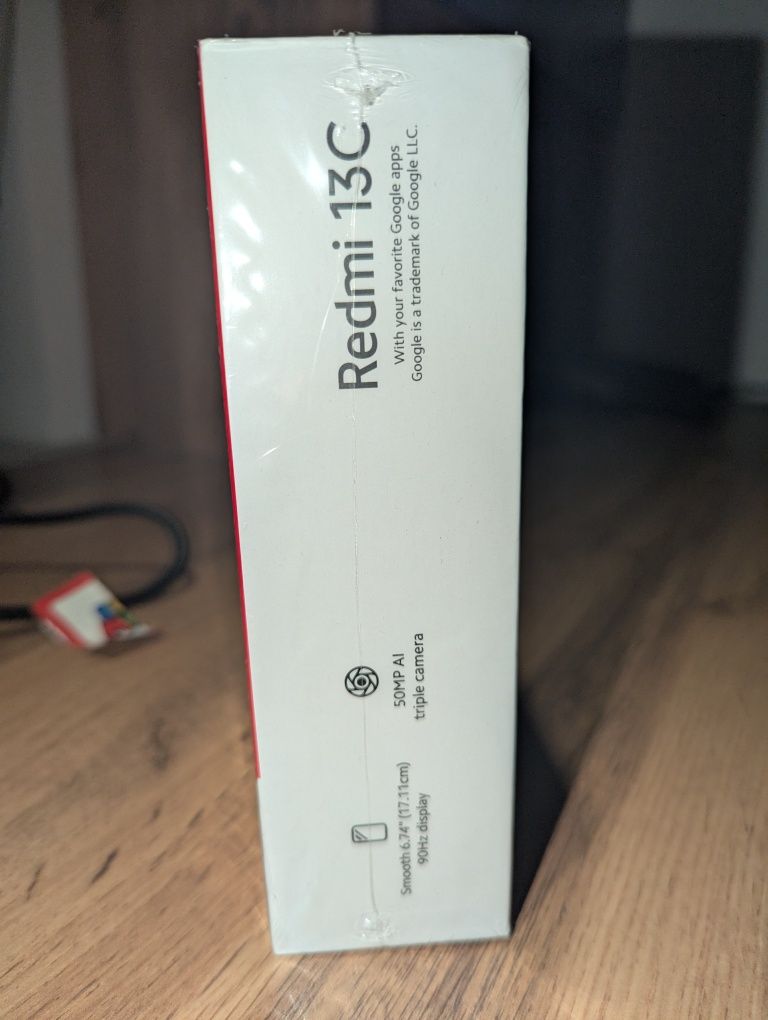 Redmi 13C
With your favorite Google apps
Google is a trademark of Google LLC.
50MP AI
triple camera
Smooth 6.74" (17.11cm)
90Hz display